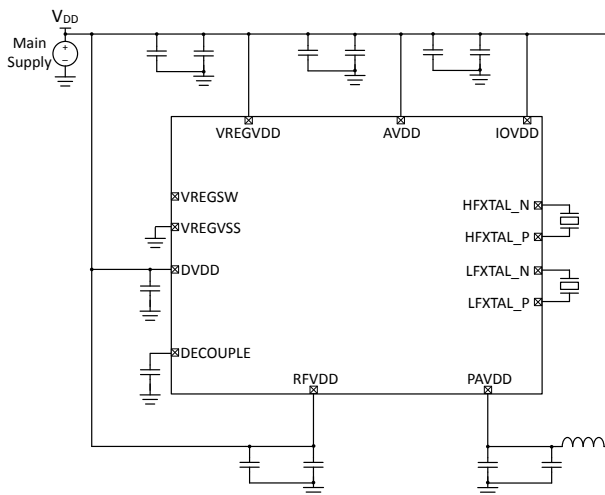 VDD
Main
Supply
+
–
VREGVDD
AVDD
IOVDD
VREGSW
VREGVSS
DVDD
DECOUPLE
HFXTAL_N
HFXTAL_P
LFXTAL_N
LFXTAL_P
RFVDD
PAVDD